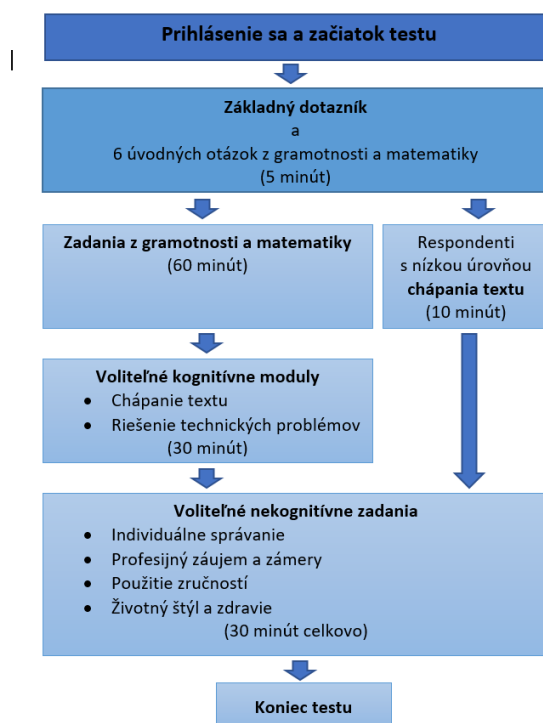 Prihlásenie sa a začiatok testu
Základný dotazník
a
6 úvodných otázok z gramotnosti a matematiky
(5 minút)
Zadania z gramotnosti a matematiky
(60 minút)
Respondenti
s nízkou úrovňou
chápania textu
(10 minút)
Voliteľné kognitívne moduly
• Chápanie textu
• Riešenie technických problémov
(30 minút)
Voliteľné nekognitívne zadania
• Individuálne správanie
• Profesijný záujem a zámery
• Použitie zručností
• Životný štýl a zdravie
(30 minút celkovo)
Koniec testu